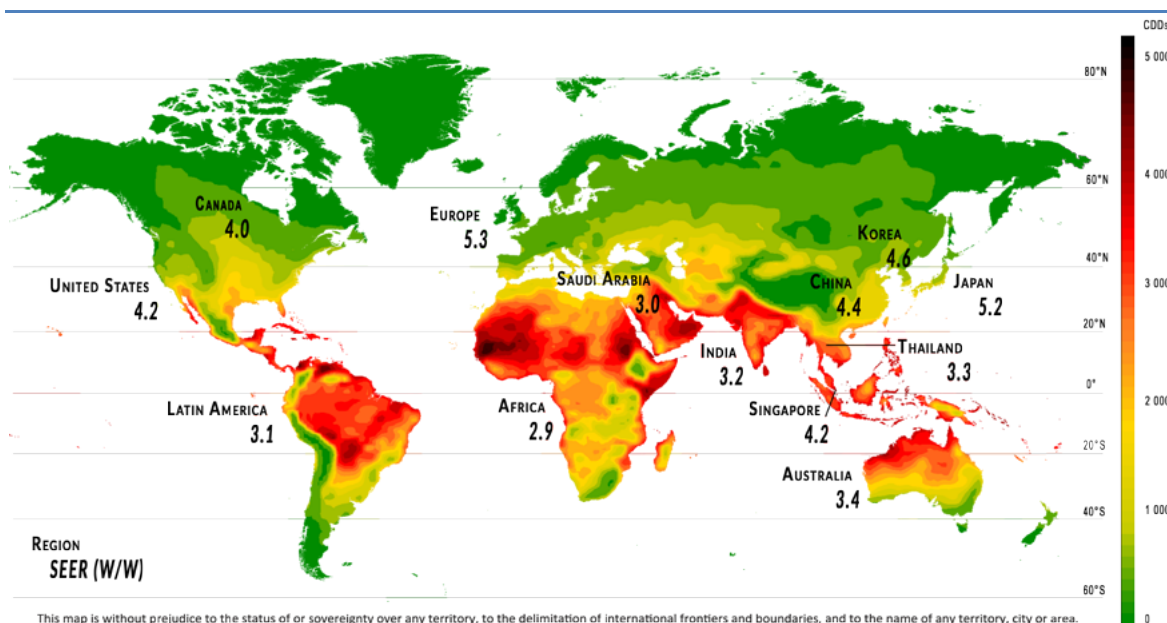 CDDs
5 000
80°N
4 000
60°N
CANADA
4.0
EUROPE
5.3
KOREA
4.6
3 000
40°N
UNITED STATES
4.2
SAUDI ARABIA
3.0
CHINA
4.4
JAPAN
5.2
20°N
INDIA
3.2
THAILAND
3.3
2 000
0°
LATIN AMERICA
3.1
AFRICA
2.9
SINGAPORE
4.2
20°S
AUSTRALIA
3.4
1 000
40°S
REGION
SEER (W/W)
60°S
This map is without prejudice to the status of or sovereignty over any territory, to the delimitation of international frontiers and boundaries, and to the name of any territory, city or area.
0